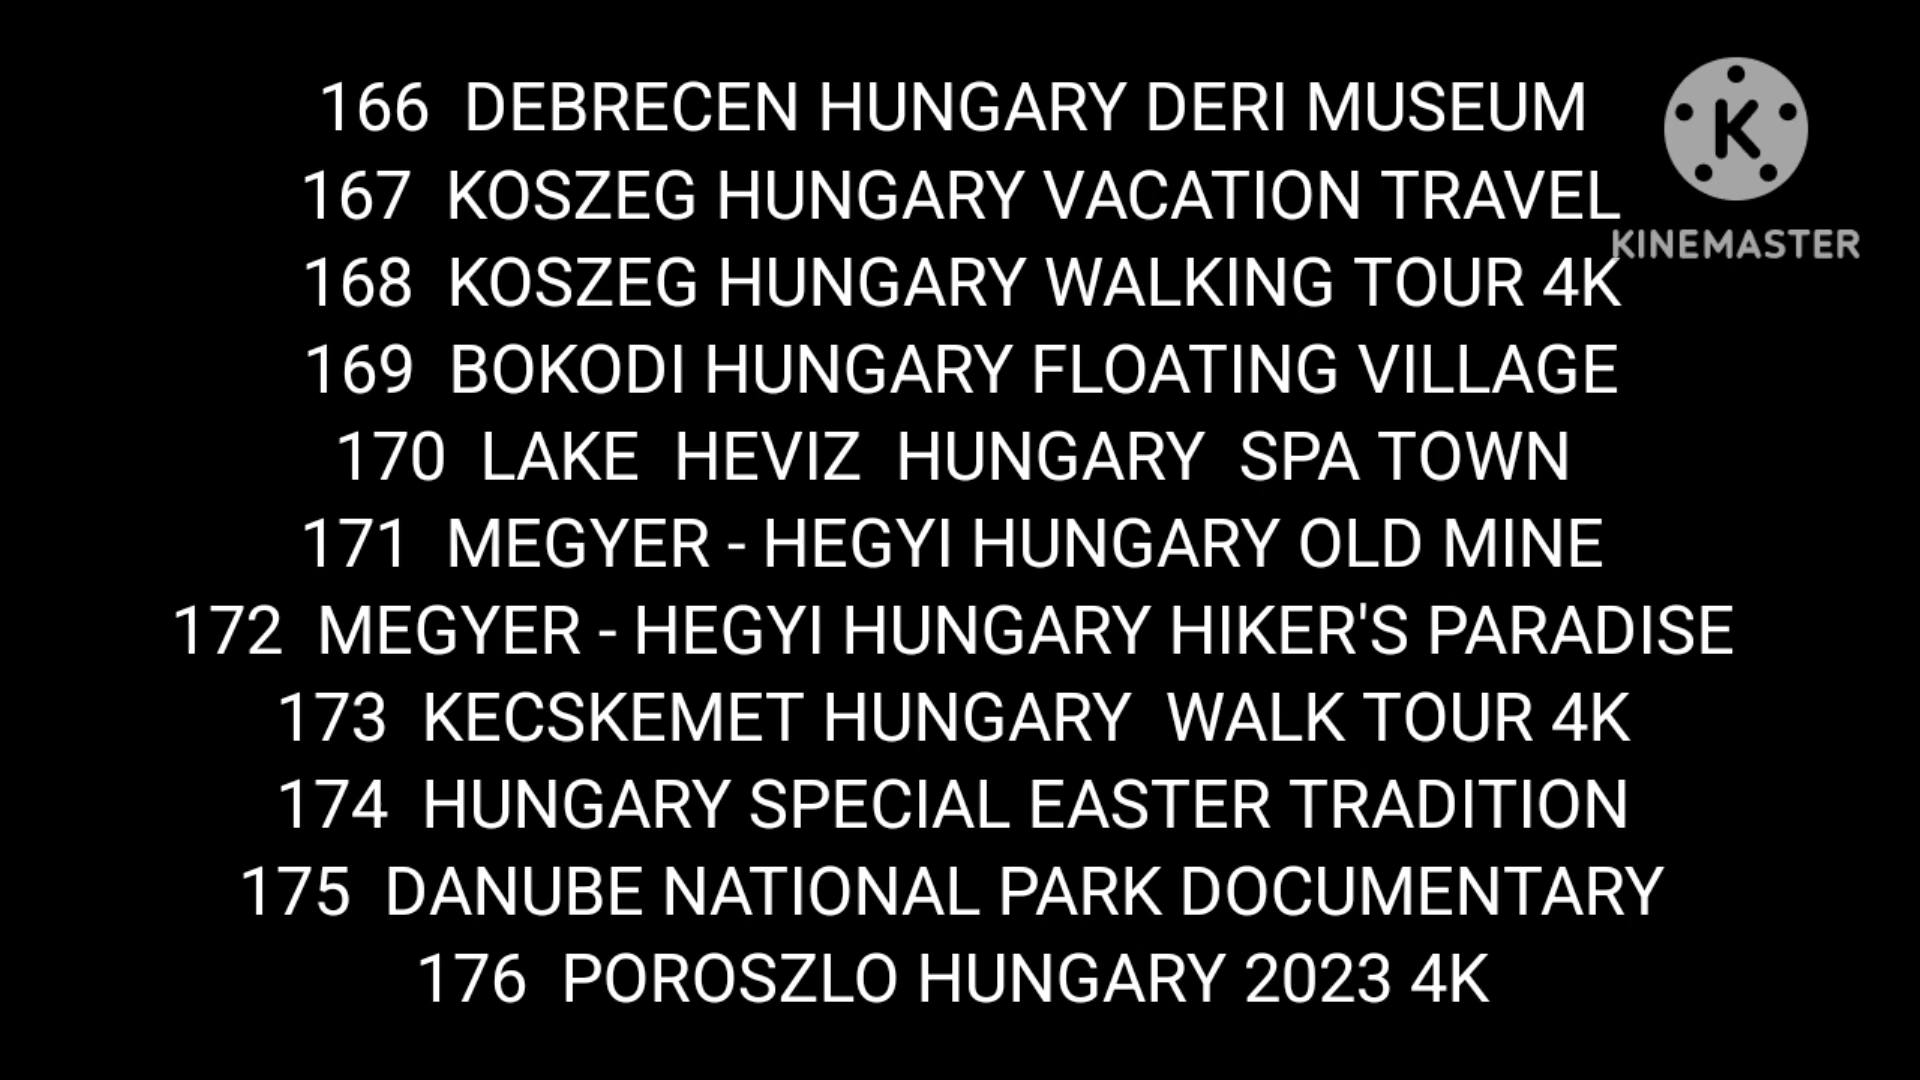 166 DEBRECEN HUNGARY DERI MUSEUM
167 KOSZEG HUNGARY VACATION TRAVEL
KINEMASTER
168 KOSZEG HUNGARY WALKING TOUR 4K
169 BOKODI HUNGARY FLOATING VILLAGE
170 LAKE HEVIZ HUNGARY SPA TOWN
171 MEGYER - HEGYI HUNGARY OLD MINE
172 MEGYER - HEGYI HUNGARY HIKER'S PARADISE
173 KECSKEMET HUNGARY WALK TOUR 4K
174 HUNGARY SPECIAL EASTER TRADITION
175 DANUBE NATIONAL PARK DOCUMENTARY
176 POROSZLO HUNGARY 2023 4K